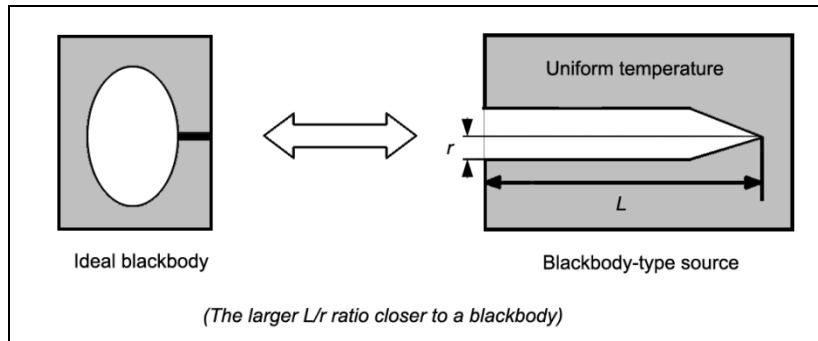 Uniform temperature
r
L
Ideal blackbody
Blackbody-type source
(The larger L/r ratio closer to a blackbody)